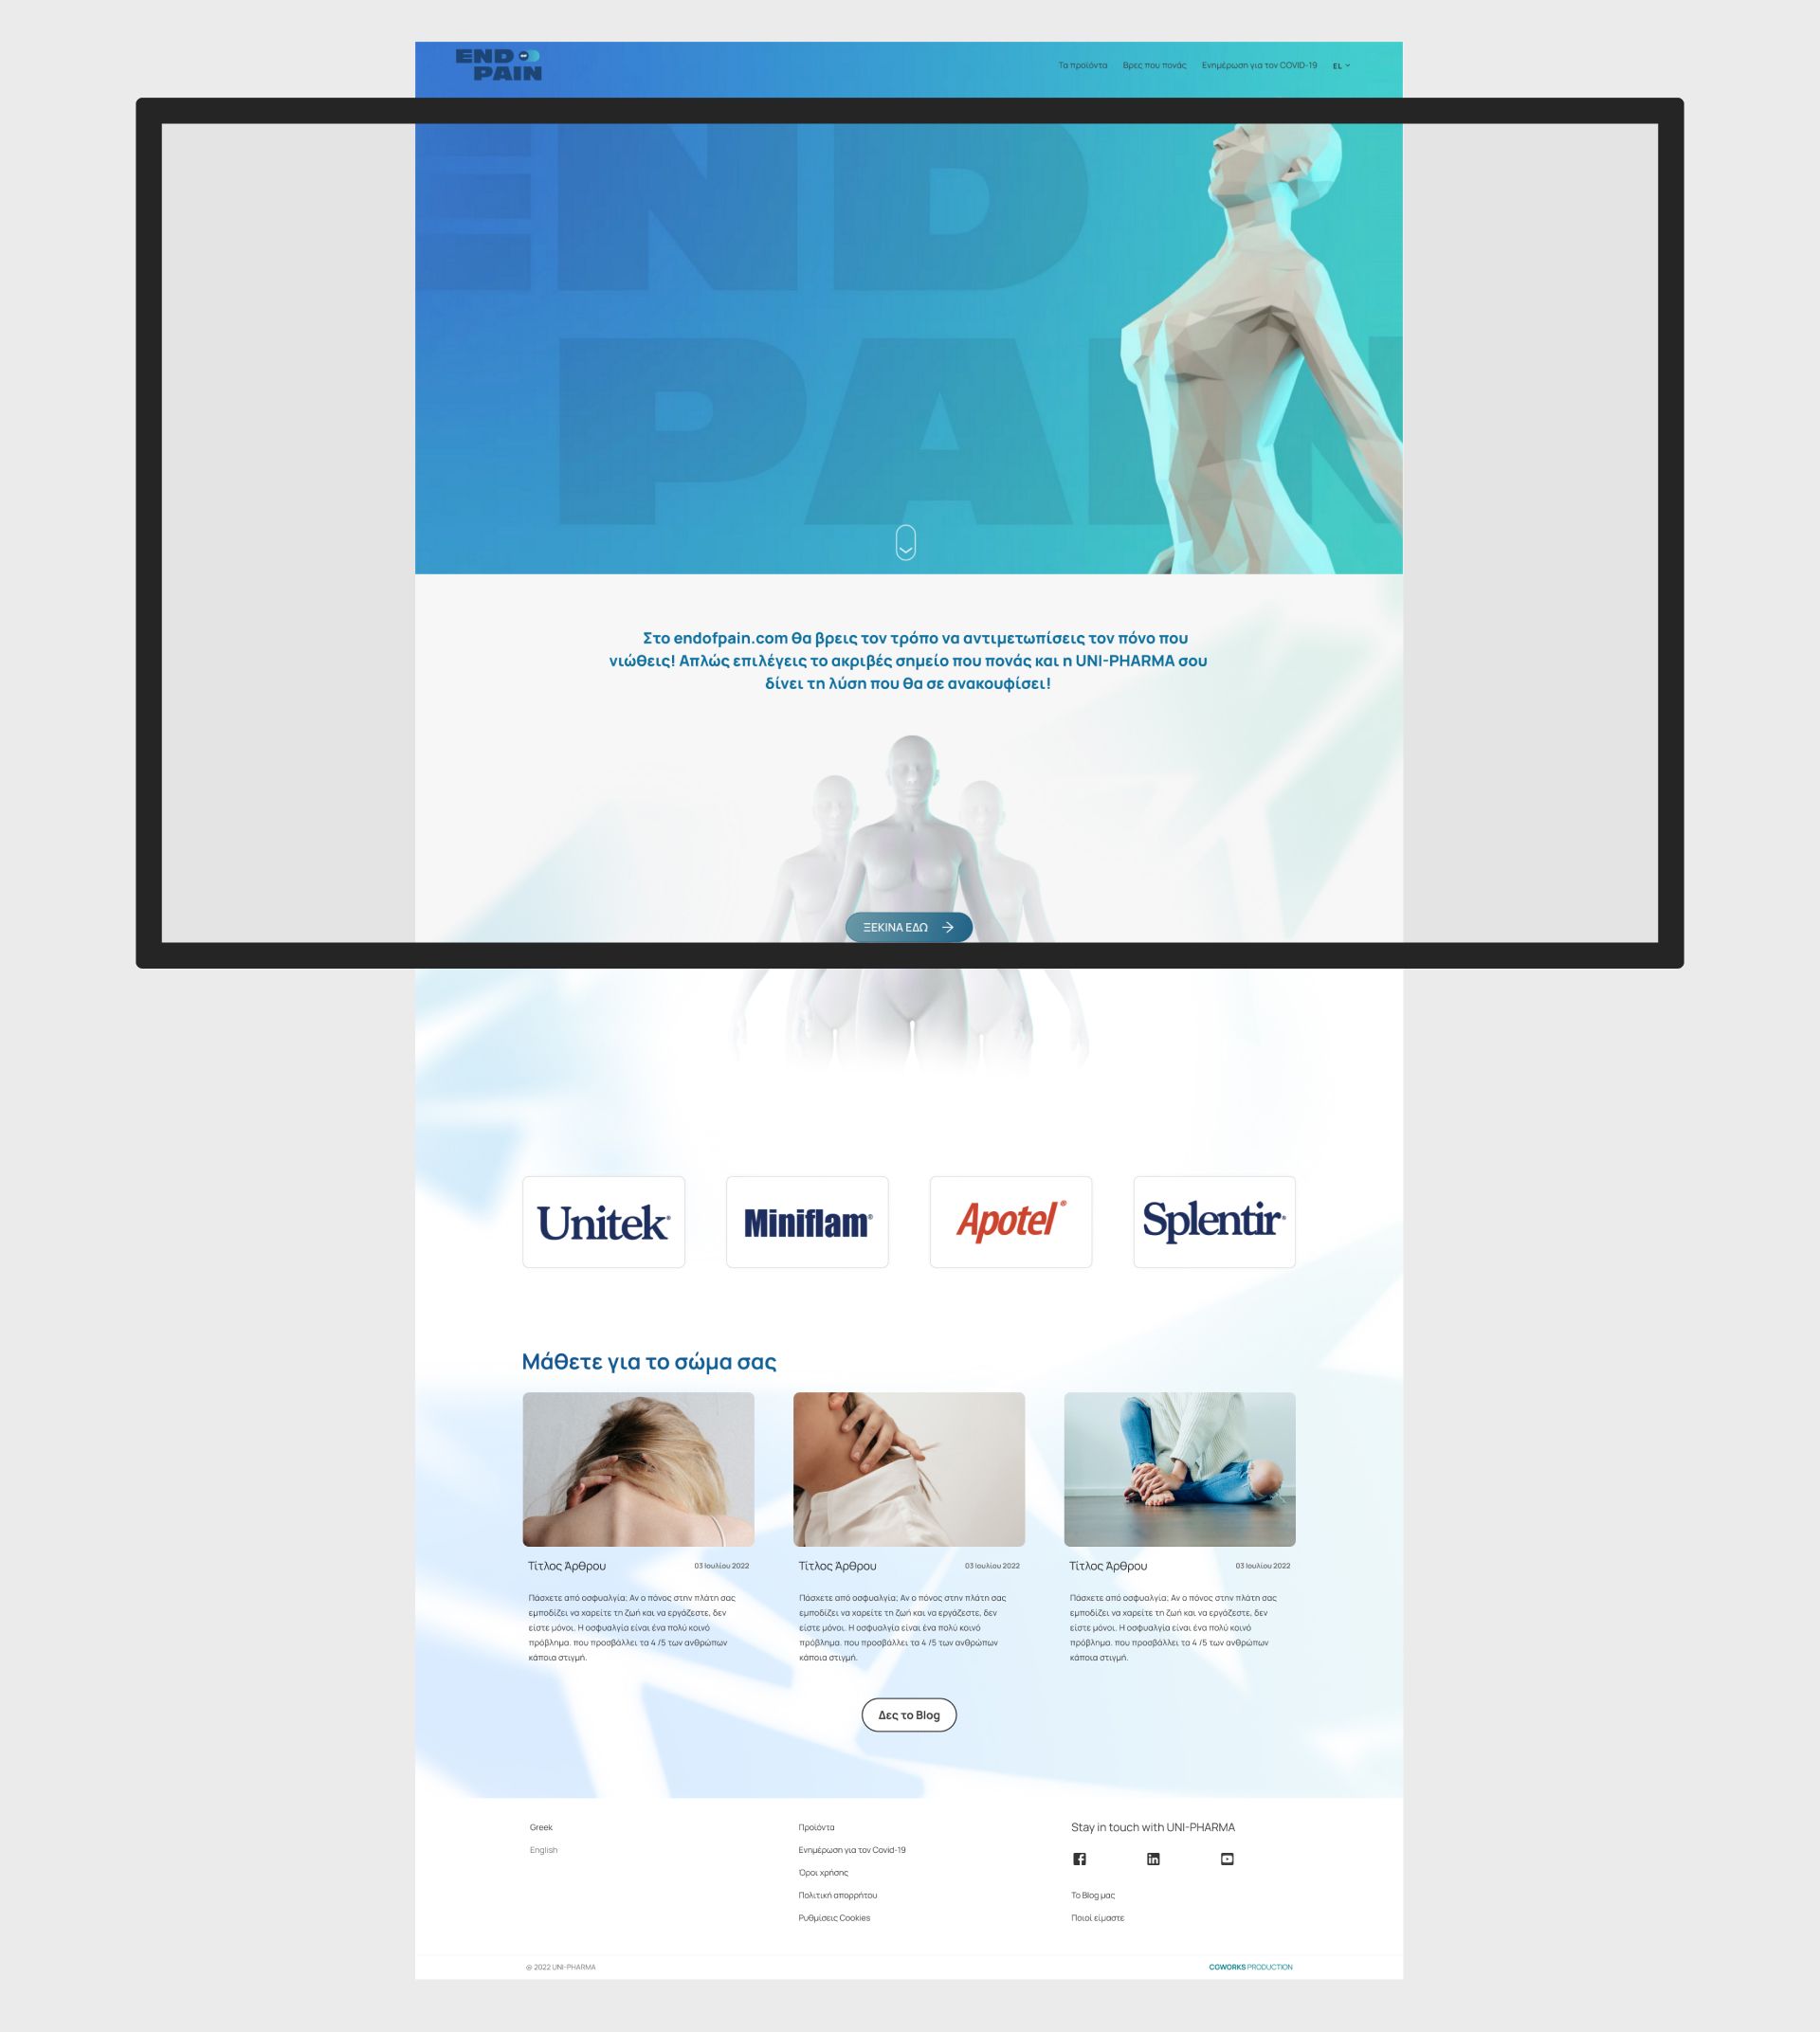 END OF
PAIN
Τα προϊόντα Βρες που πονάς Ενημέρωση για τον COVID-19 EL
END
PAIN
Στο endofpain.com θα βρεις τον τρόπο να αντιμετωπίσεις τον πόνο που
νιώθεις! Απλώς επιλέγεις το ακριβές σημείο που πονάς και η UNI-PHARMA σου
δίνει τη λύση που θα σε ανακουφίσει!
ΞΕΚΙΝΑ ΕΔΩ
Unitek®
Miniflam®
Apotel®
Splentir®
Μάθετε για το σώμα σας
Τίτλος Άρθρου 03 Ιουλίου 2022
Πάσχετε από οσφυαλγία; Αν ο πόνος στην πλάτη σας
εμποδίζει να χαρείτε τη ζωή και να εργάζεστε, δεν
είστε μόνοι. Η οσφυαλγία είναι ένα πολύ κοινό
πρόβλημα. που προσβάλλει τα 4 /5 των ανθρώπων
κάποια στιγμή.
Τίτλος Άρθρου 03 Ιουλίου 2022
Πάσχετε από οσφυαλγία; Αν ο πόνος στην πλάτη σας
εμποδίζει να χαρείτε τη ζωή και να εργάζεστε, δεν
είστε μόνοι. Η οσφυαλγία είναι ένα πολύ κοινό
πρόβλημα. που προσβάλλει τα 4 /5 των ανθρώπων
κάποια στιγμή.
Τίτλος Άρθρου 03 Ιουλίου 2022
Πάσχετε από οσφυαλγία; Αν ο πόνος στην πλάτη σας
εμποδίζει να χαρείτε τη ζωή και να εργάζεστε, δεν
είστε μόνοι. Η οσφυαλγία είναι ένα πολύ κοινό
πρόβλημα. που προσβάλλει τα 4 /5 των ανθρώπων
κάποια στιγμή.
Δες το Blog
Greek
English
Προϊόντα
Ενημέρωση για τον Covid-19
Όροι χρήσης
Πολιτική απορρήτου
Ρυθμίσεις Cookies
Stay in touch with UNI-PHARMA
Το Blog μας
Ποιοί είμαστε
© 2022 UNI-PHARMA
COWORKS PRODUCTION